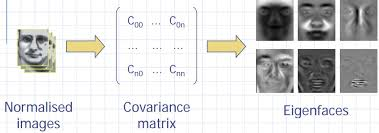 C00 ... C0n
... ... ...
Cn0 ... Cnn
Normalised
images
Covariance
matrix
Eigenfaces